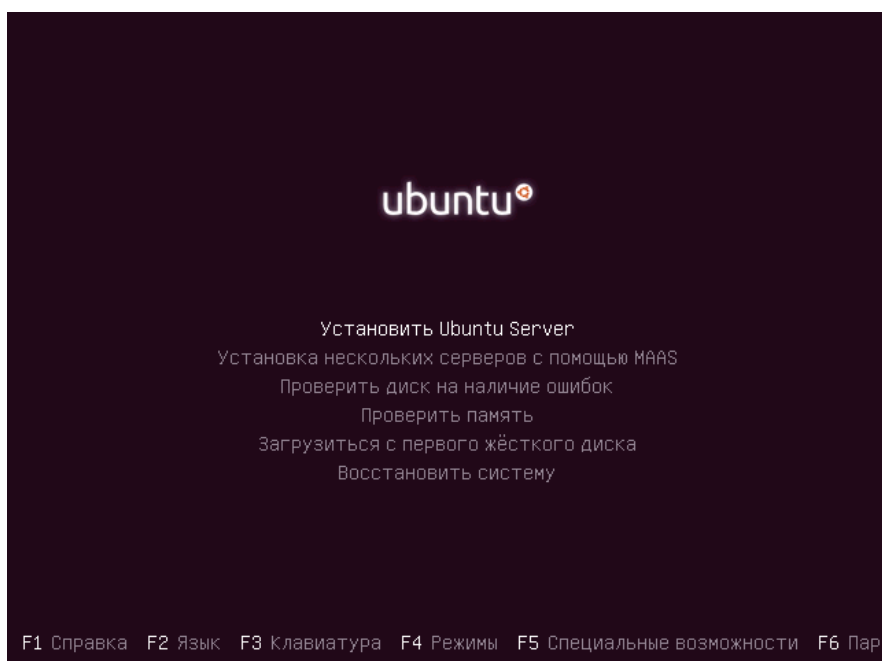 ubuntu
Установить Ubuntu Server
Установка нескольких серверов с помощью MAAS
Проверить диск на наличие ошибок
Проверить память
Загрузиться с первого жёсткого диска
Восстановить систему
F1 Справка F2 Язык F3 Клавиатура F4 Режимы F5 Специальные возможности F6 Пар